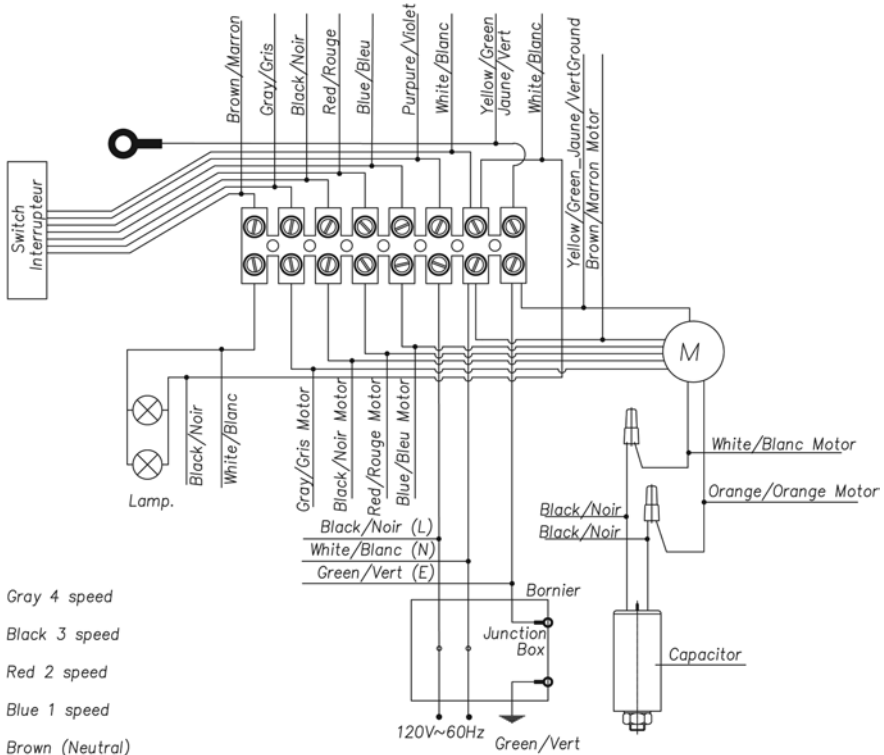 Brown/Marron
Gray/Gris
Black/Noir
Red/Rouge
Blue/Bleu
Purpure/Violet
White/Blanc
Yellow/Green
Jaune/Vert
White/Blanc
Yellow/Green_Jaune/VertGround
Brown/Marron Motor
Switch
Interrupteur
M
Lamp.
Black/Noir
White/Blanc
Gray/Gris Motor
Black/Noir Motor
Red/Rouge Motor
Blue/Bleu Motor
White/Blanc Motor
Orange/Orange Motor
Black/Noir
Black/Noir
Black/Noir (L)
White/Blanc (N)
Green/Vert (E)
Bornier
Junction
Box
Capacitor
120V~60Hz
Green/Vert
Gray 4 speed
Black 3 speed
Red 2 speed
Blue 1 speed
Brown (Neutral)